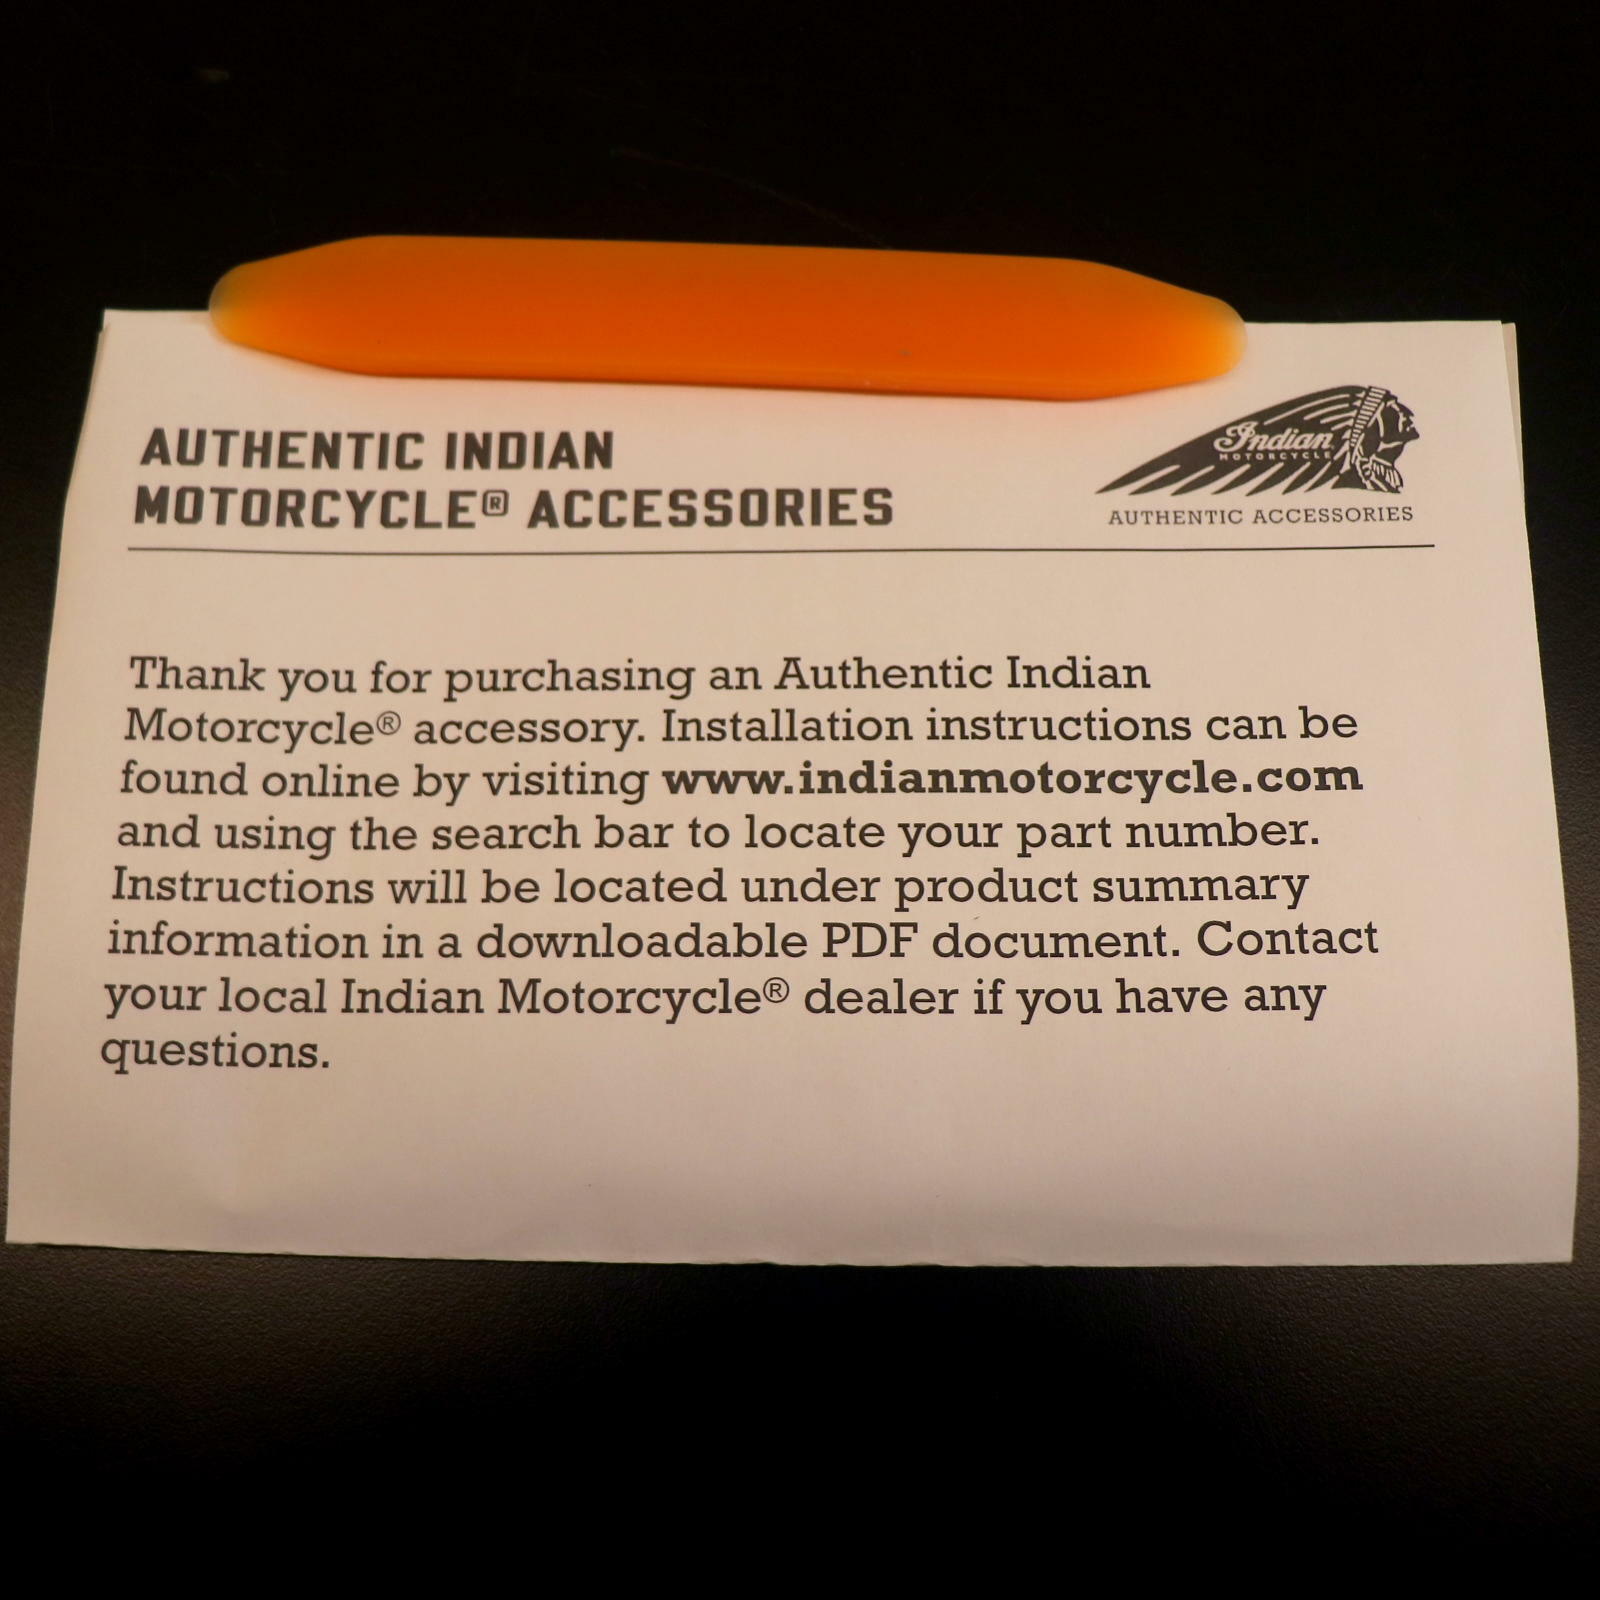 AUTHENTIC INDIAN
MOTORCYCLE® ACCESSORIES
Indian
MOTORCYCLE
AUTHENTIC ACCESSORIES
Thank you for purchasing an Authentic Indian
Motorcycle® accessory. Installation instructions can be
found online by visiting www.indianmotorcycle.com
and using the search bar to locate your part number.
Instructions will be located under product summary
information in a downloadable PDF document. Contact
your local Indian Motorcycle® dealer if you have any
questions.